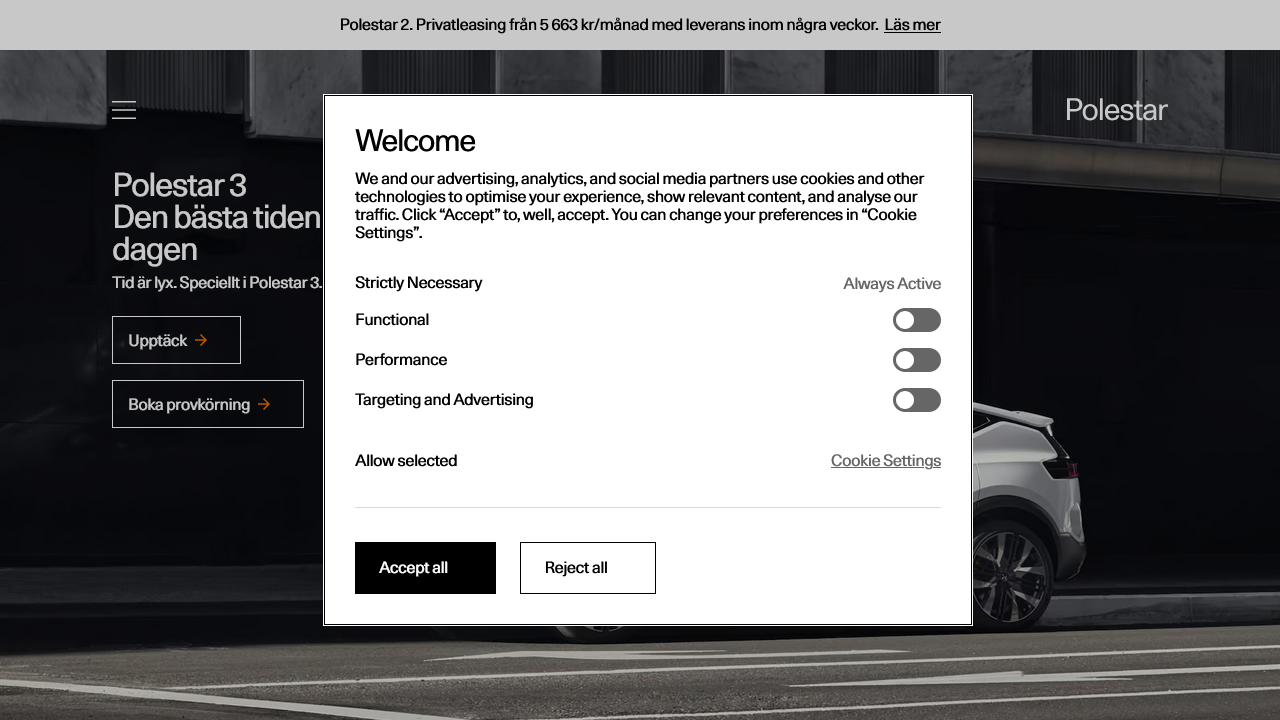 Polestar 2. Privatleasing från 5 663 kr/månad med leverans inom några veckor. Läs mer
Polestar
Polestar 3
Den bästa tiden
dagen
Tid är lyx. Speciellt i Polestar 3.
Upptäck
Boka provkörning
Welcome
We and our advertising, analytics, and social media partners use cookies and other
technologies to optimise your experience, show relevant content, and analyse our
traffic. Click “Accept” to, well, accept. You can change your preferences in “Cookie
Settings”.
Strictly Necessary Always Active
Functional
Performance
Targeting and Advertising
Allow selected Cookie Settings
Accept all Reject all